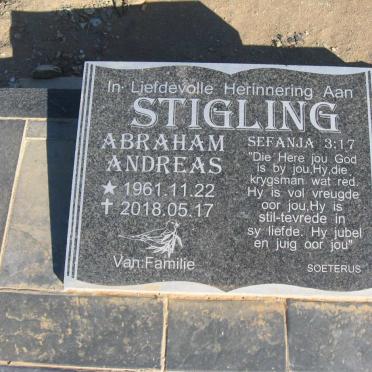 In Liefdevolle Herinnering Aan
STIGLING
ABRAHAM
ANDREAS
★ 1961.11.22
✝ 2018.05.17
Van:Familie
SEFANJA 3:17
"Die Here jou God
is by jou,Hy,die
krygsman wat red.
Hy is vol vreugde
oor jou,Hy is
stil-tevrede in
sy liefde. Hy jubel
en juig oor jou"
SOETERUS